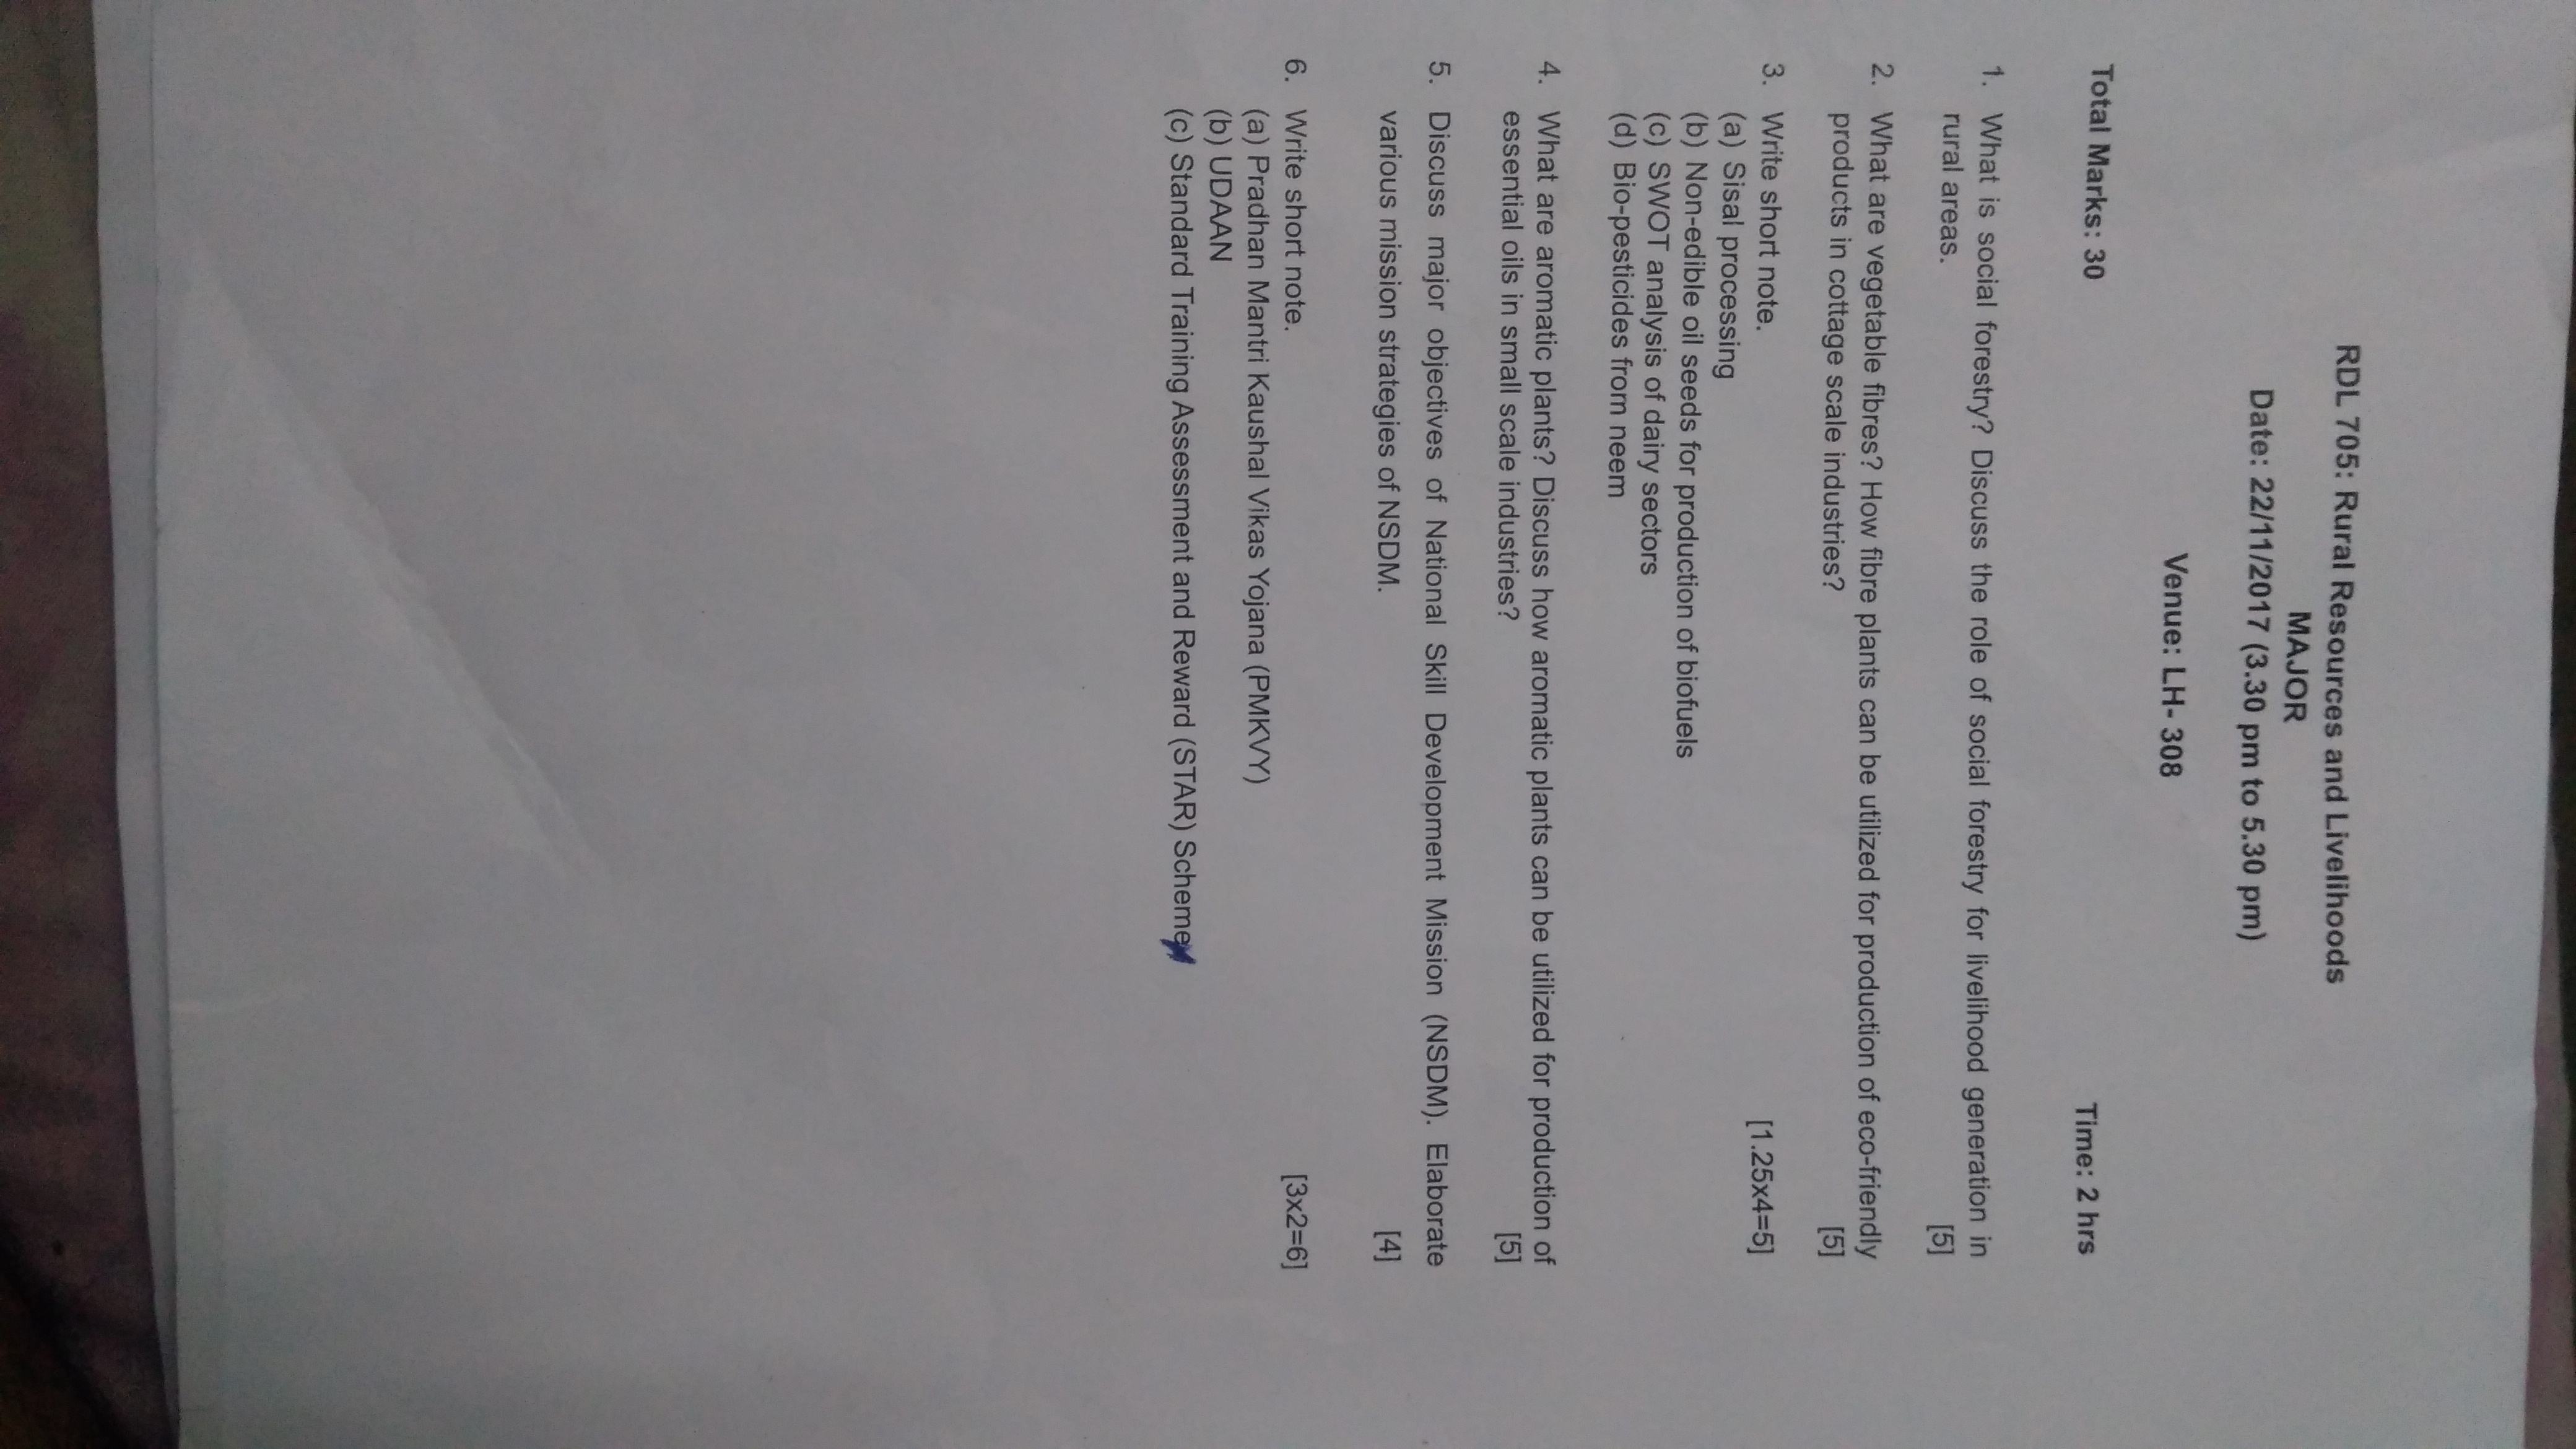 RDL 705: Rural Resources and Livelihoods
MAJOR
Date: 22/11/2017 (3.30 pm to 5.30 pm)
Venue: LH- 308
Total Marks: 30 Time: 2 hrs
1. What is social forestry? Discuss the role of social forestry for livelihood generation in
rural areas. [5]
2. What are vegetable fibres? How fibre plants can be utilized for production of eco-friendly
products in cottage scale industries? [5]
3. Write short note. [1.25x4=5]
(a) Sisal processing
(b) Non-edible oil seeds for production of biofuels
(c) SWOT analysis of dairy sectors
(d) Bio-pesticides from neem
4. What are aromatic plants? Discuss how aromatic plants can be utilized for production of
essential oils in small scale industries? [5]
5. Discuss major objectives of National Skill Development Mission (NSDM). Elaborate
various mission strategies of NSDM. [4]
6. Write short note. [3x2=6]
(a) Pradhan Mantri Kaushal Vikas Yojana (PMKVY)
(b) UDAAN
(c) Standard Training Assessment and Reward (STAR) Scheme